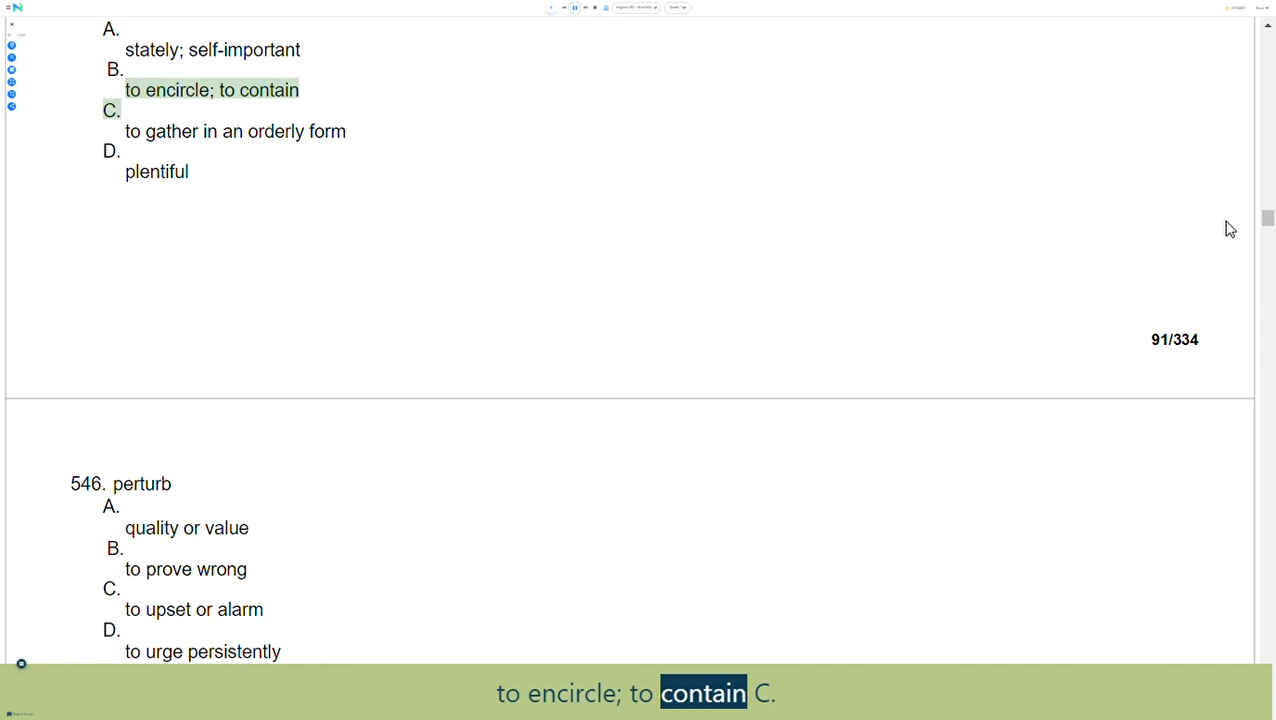 A.
stately; self-important
B.
to encircle; to contain
C.
to gather in an orderly form
D.
plentiful
91/334
546. perturb
A.
quality or value
B.
to prove wrong
C.
to upset or alarm
D.
to urge persistently
to encircle; to contain C.